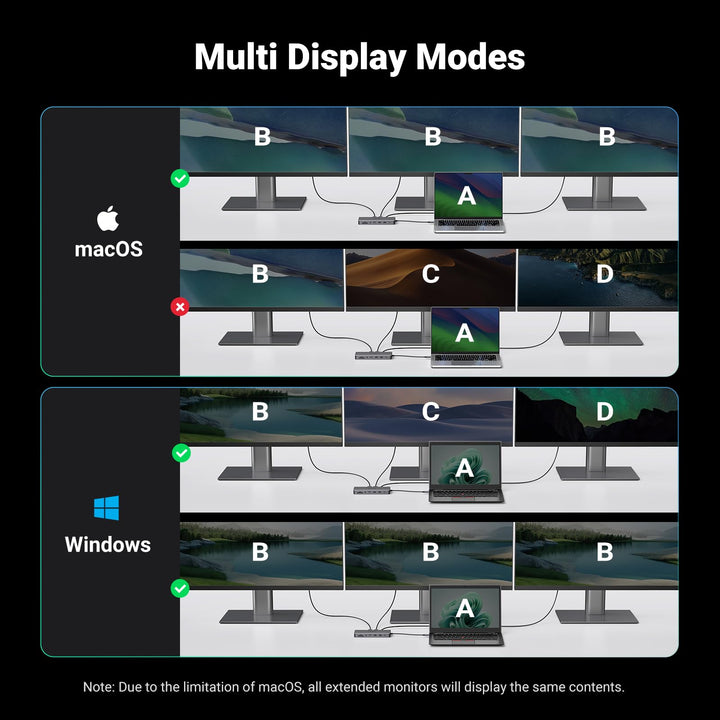 Multi Display Modes
B B B
A
macOS
B C D
A
B C D
A
Windows
B B B
A
Note: Due to the limitation of macOS, all extended monitors will display the same contents.